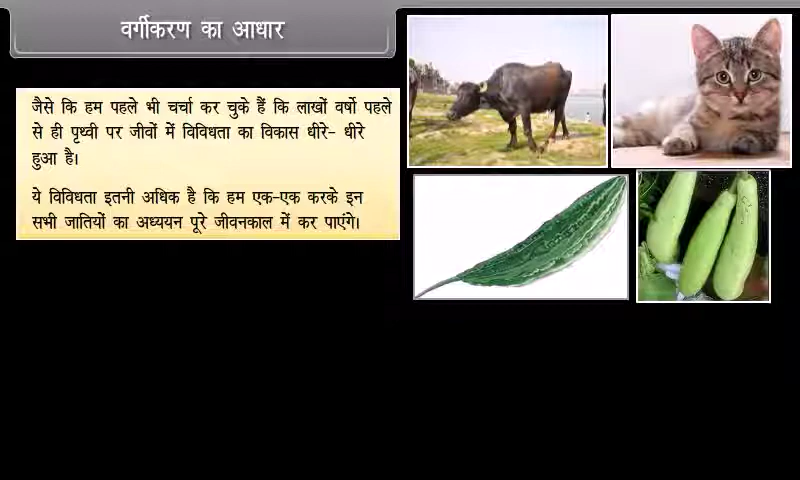 वर्गीकरण का आधार
जैसे कि हम पहले भी चर्चा कर चुके हैं कि लाखों वर्षो पहले
से ही पृथ्वी पर जीवों में विविधता का विकास धीरे- धीरे
हुआ है।
ये विविधता इतनी अधिक है कि हम एक-एक करके इन
सभी जातियों का अध्ययन पूरे जीवनकाल में कर पाएंगे।